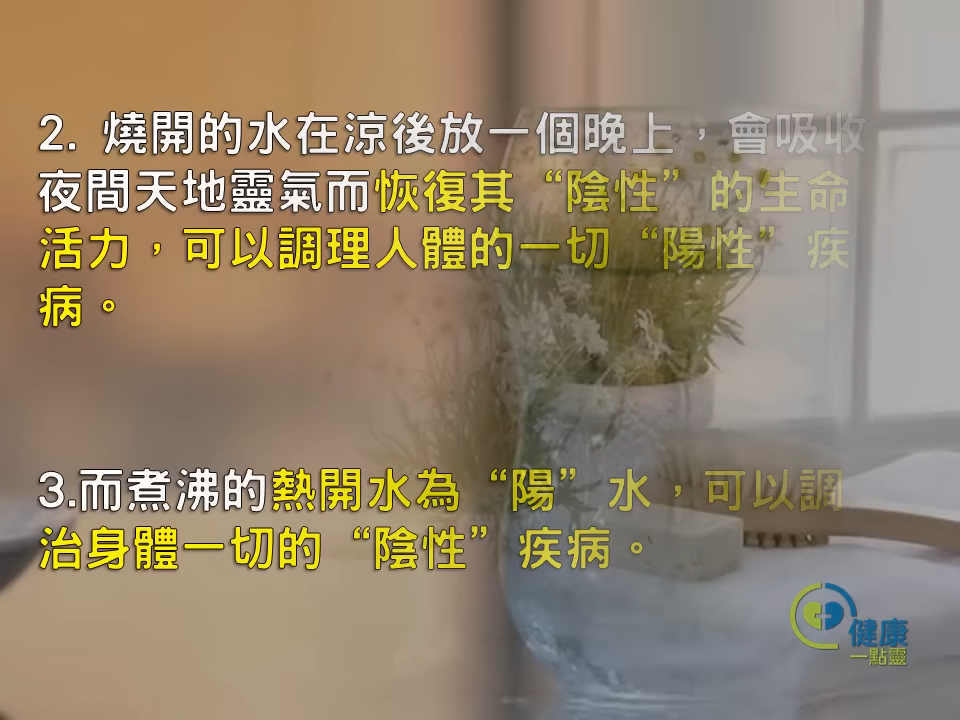 2. 燒開的水在涼後放一個晚上，會吸收
夜間天地靈氣而恢復其“陰性”的生命
活力，可以調理人體的一切“陽性”疾
病。
3.而煮沸的熱開水為“陽”水，可以調
治身體一切的“陰性”疾病。
健康
一點靈